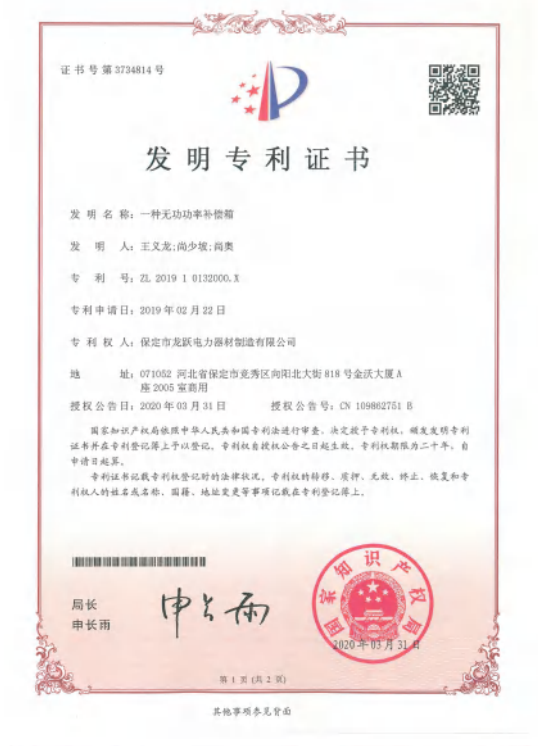 证书号第3734814号
发明专利证书
发明名称：一种无功功率补偿箱
发明人：王义龙;尚少坡;尚奥
专利号：ZL 2019 1 0132000.X
专利申请日：2019年02月22日
专利权人：保定市龙跃电力器材制造有限公司
地址：071052 河北省保定市竞秀区向阳北大街818号金沃大厦A
座2005室商用
授权公告日：2020年03月31日 授权公告号：CN 109862751 B
国家知识产权局依照中华人民共和国专利法进行审查，决定授予专利权，颁发发明专利
证书并在专利登记簿上予以登记。专利权自授权公告之日起生效。专利权期限为二十年，自
申请日起算。
专利证书记载专利权登记时的法律状况。专利权的转移、质押、无效、终止、恢复和专
利权人的姓名或名称、国籍、地址变更等事项记载在专利登记簿上。
局长
申长雨
申长雨
国家知识产权局
2020年03月31日
第1页(共2页)
其他事项参见背面